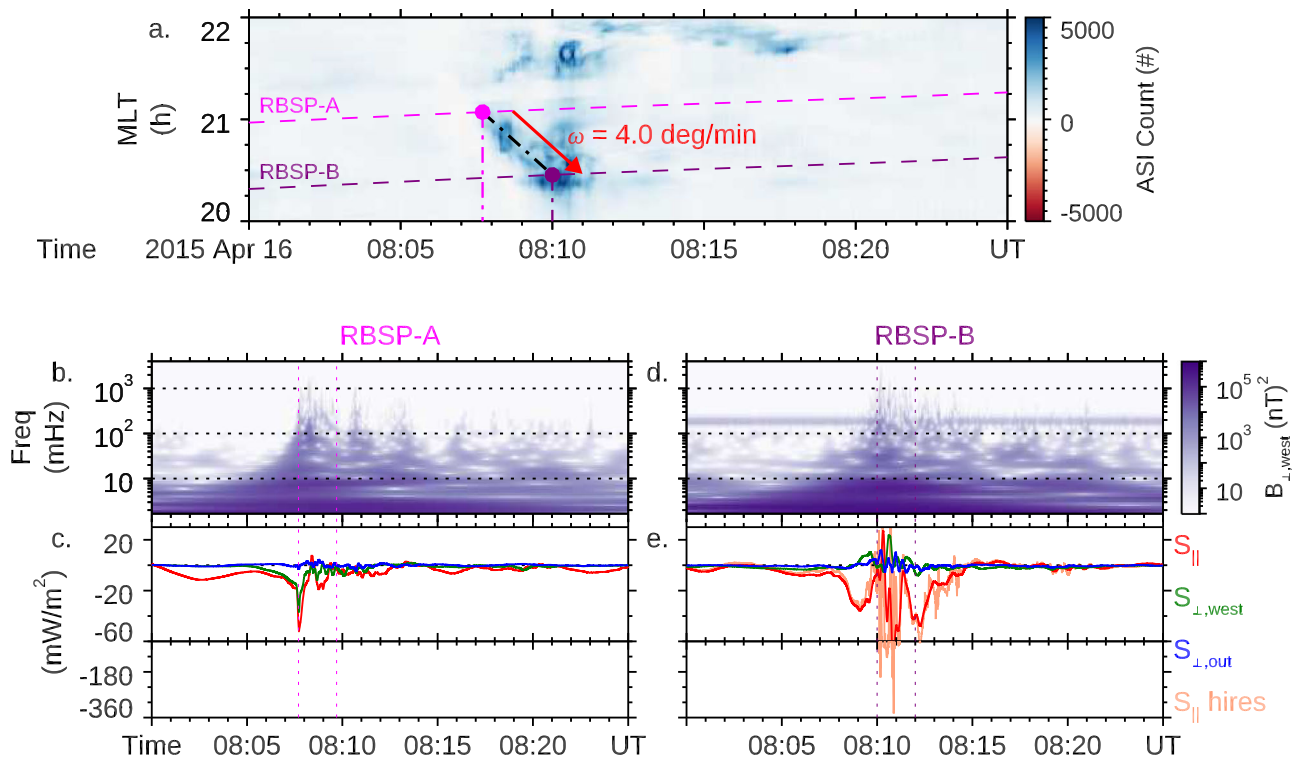 a.
22
21
20
MLT
(h)
RBSP-A
RBSP-B
ω = 4.0 deg/min
5000
0
-5000
ASI Count (#)
Time
2015 Apr 16
08:05
08:10
08:15
08:20
UT
RBSP-A
RBSP-B
b.
10³
10²
10
Freq
(mHz)
d.
10⁵
10³
10
B⊥,west (nT)²
c.
20
-20
-60
-180
-360
(mW/m²)
e.
S||
S⊥,west
S⊥,out
S|| hires
Time
08:05
08:10
08:15
08:20
UT
08:05
08:10
08:15
08:20
UT